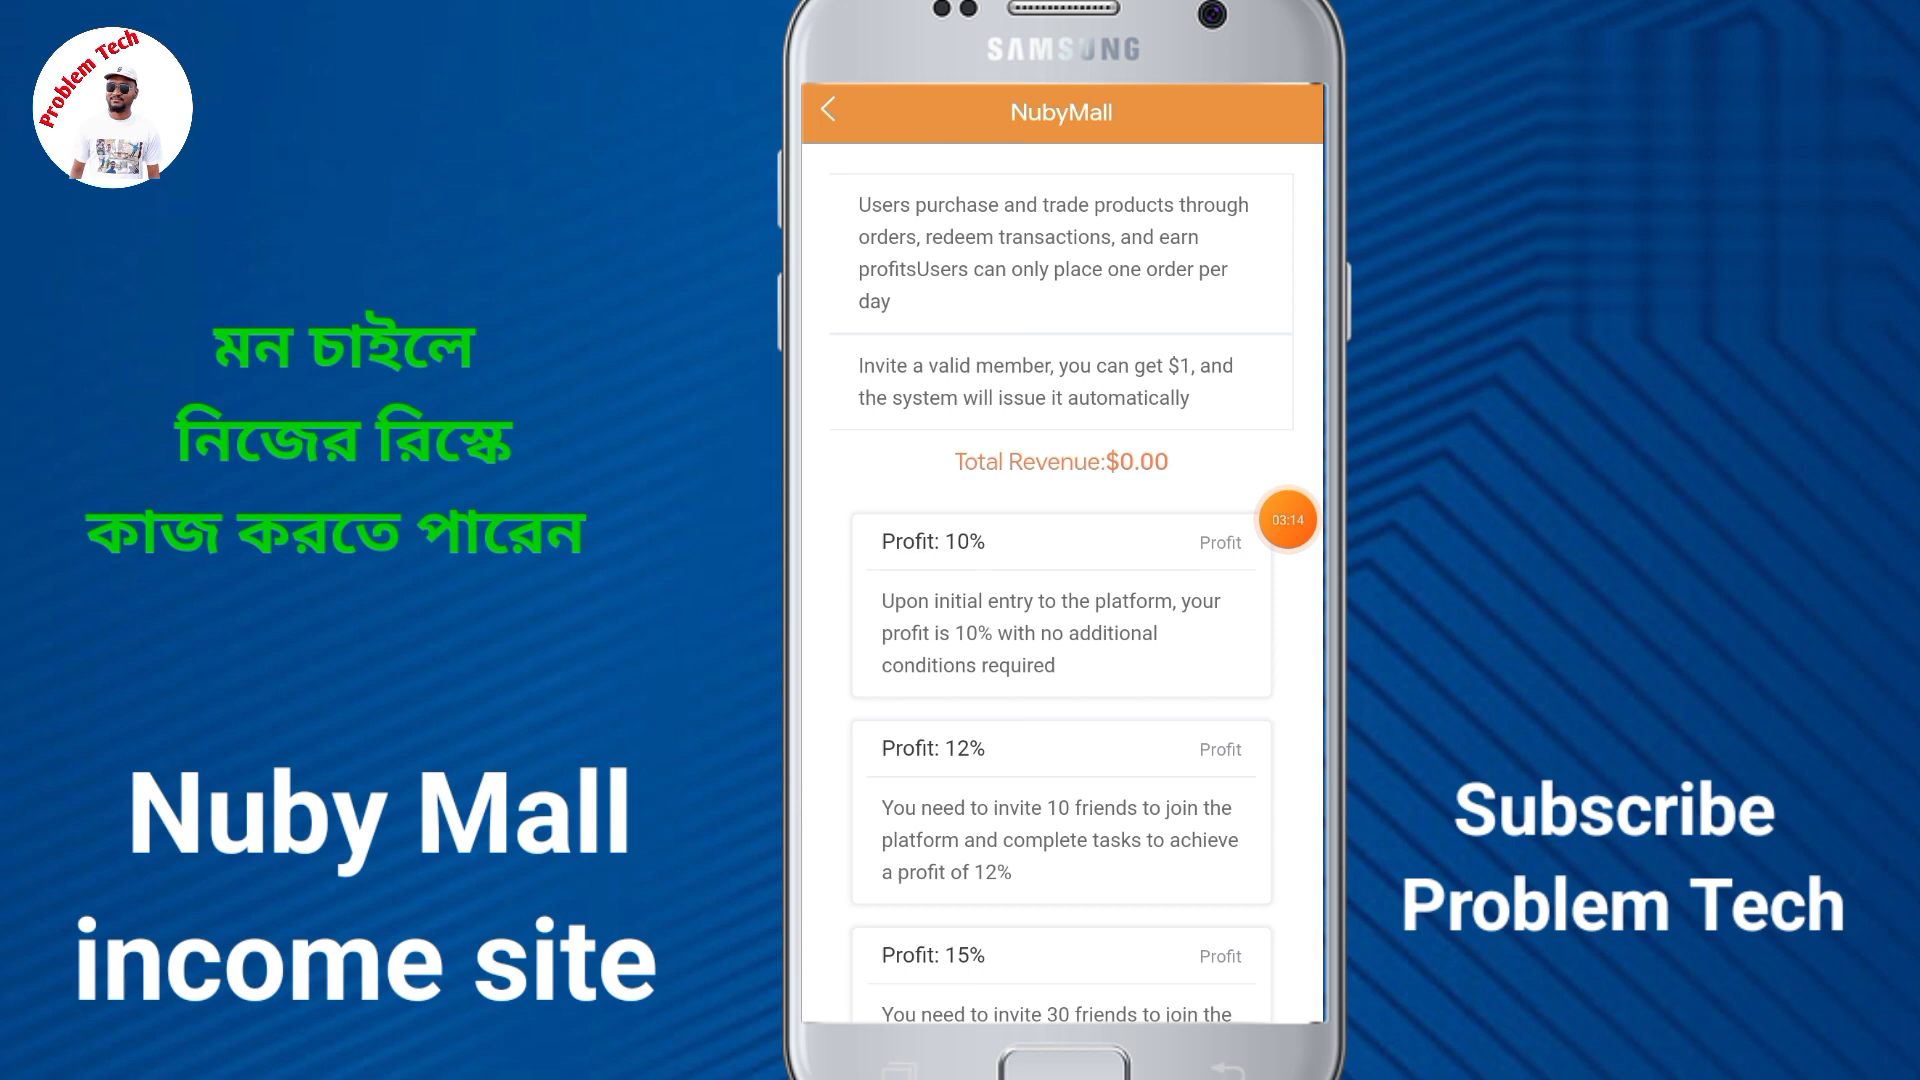 Problem Tech
SAMSUNG
NubyMall
Users purchase and trade products through
orders, redeem transactions, and earn
profitsUsers can only place one order per
day
Invite a valid member, you can get $1, and
the system will issue it automatically
Total Revenue:$0.00
03:14
Profit: 10% Profit
Upon initial entry to the platform, your
profit is 10% with no additional
conditions required
Profit: 12% Profit
You need to invite 10 friends to join the
platform and complete tasks to achieve
a profit of 12%
Profit: 15% Profit
You need to invite 30 friends to join the
মন চাইলে
নিজের রিস্কে
কাজ করতে পারেন
Nuby Mall
income site
Subscribe
Problem Tech